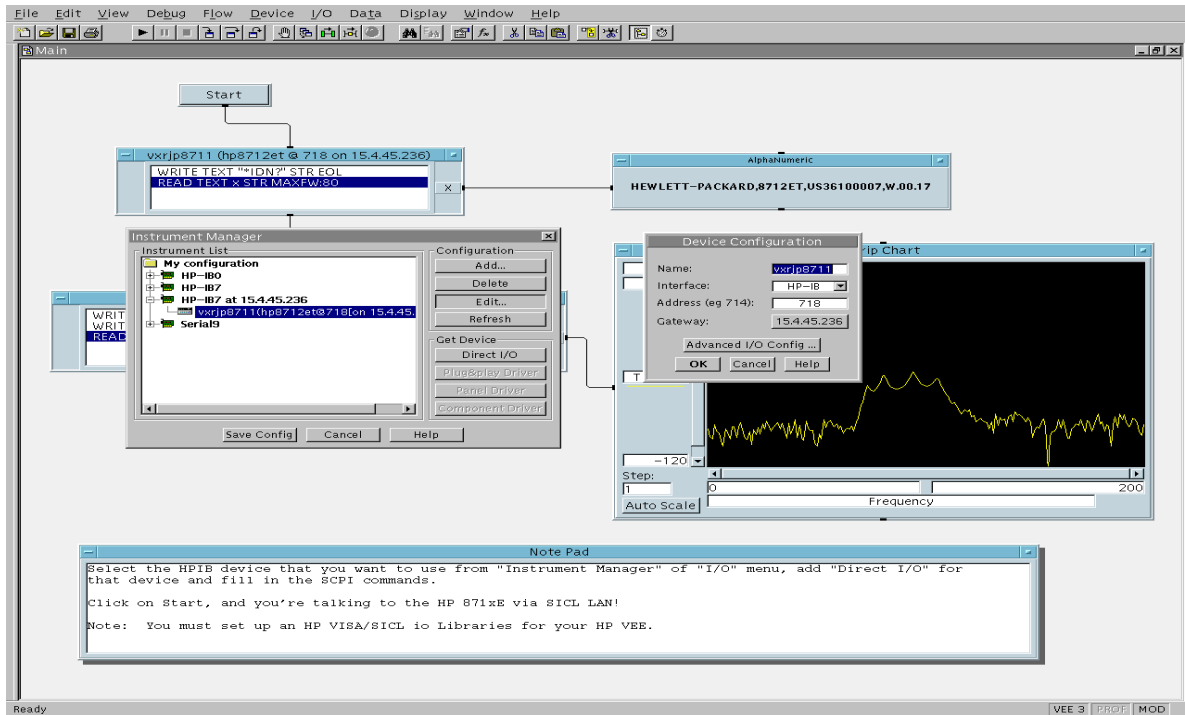 File Edit View Debug Flow Device I/O Data Display Window Help
Main
Start
vxrjp8711 (hp8712et @ 718 on 15.4.45.236)
WRITE TEXT "*IDN?" STR EOL
READ TEXT x STR MAXFW:80
X
AlphaNumeric
HEWLETT-PACKARD,8712ET,US36100007,W.00.17
Instrument Manager
Instrument List
My configuration
HP-IB0
HP-IB7
HP-IB7 at 15.4.45.236
vxrjp8711(hp8712et@718[on 15.4.45.
Serial9
Configuration
Add...
Delete
Edit...
Refresh
Get Device
Direct I/O
Plug&play Driver
Panel Driver
Component Driver
Save Config Cancel Help
WRIT
WRIT
READ
Device Configuration
Name: vxrjp8711
Interface: HP-IB
Address (eg 714): 718
Gateway: 15.4.45.236
Advanced I/O Config ...
OK Cancel Help
ip Chart
T
-120
Step:
1
Auto Scale
0 200
Frequency
Note Pad
Select the HPIB device that you want to use from "Instrument Manager" of "I/O" menu, add "Direct I/O" for
that device and fill in the SCPI commands.
Click on Start, and you're talking to the HP 871xE via SICL LAN!
Note: You must set up an HP VISA/SICL io Libraries for your HP VEE.
Ready
VEE 3 PROF MOD